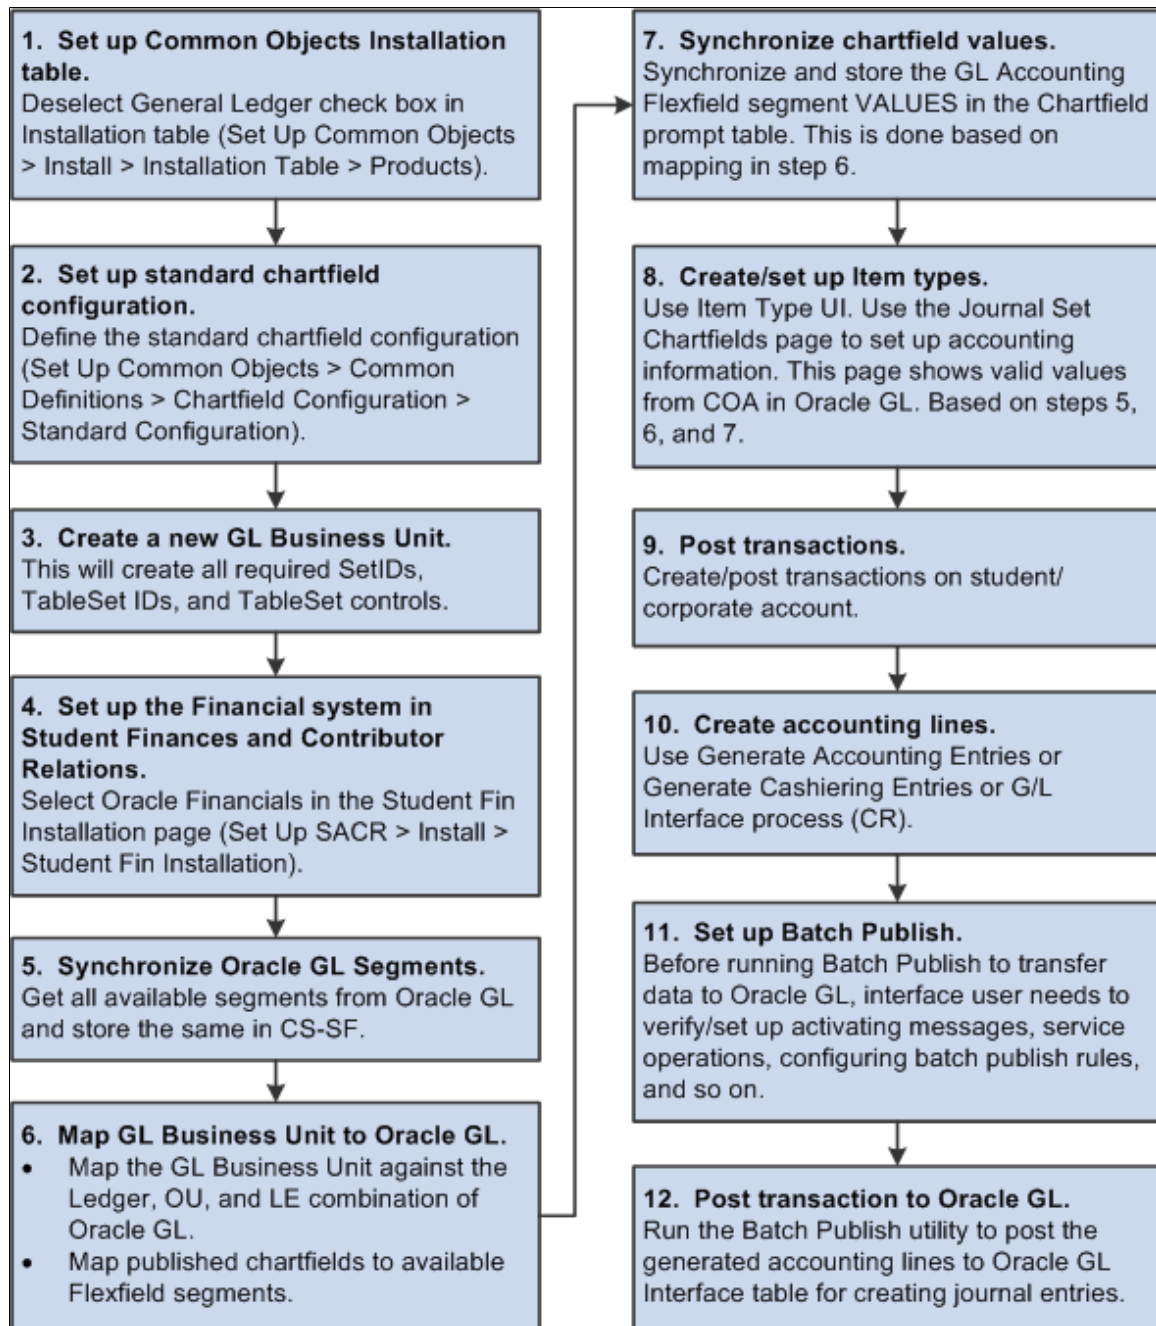 1.  Set up Common Objects Installation
table.
Deselect General Ledger check box in
Installation table (Set Up Common Objects
> Install > Installation Table > Products).
2.  Set up standard chartfield
configuration.
Define the standard chartfield configuration
(Set Up Common Objects > Common
Definitions > Chartfield Configuration >
Standard Configuration).
3.  Create a new GL Business Unit.
This will create all required SetIDs,
TableSet IDs, and TableSet controls.
4.  Set up the Financial system in
Student Finances and Contributor
Relations.
Select Oracle Financials in the Student Fin
Installation page (Set Up SACR > Install >
Student Fin Installation).
5.  Synchronize Oracle GL Segments.
Get all available segments from Oracle GL
and store the same in CS-SF.
6.  Map GL Business Unit to Oracle GL.
• Map the GL Business Unit against the
Ledger, OU, and LE combination of
Oracle GL.
• Map published chartfields to available
Flexfield segments.
7.  Synchronize chartfield values.
Synchronize and store the GL Accounting
Flexfield segment VALUES in the Chartfield
prompt table. This is done based on
mapping in step 6.
8.  Create/set up Item types.
Use Item Type UI. Use the Journal Set
Chartfields page to set up accounting
information. This page shows valid values
from COA in Oracle GL. Based on steps 5,
6, and 7.
9.  Post transactions.
Create/post transactions on student/
corporate account.
10.  Create accounting lines.
Use Generate Accounting Entries or
Generate Cashiering Entries or G/L
Interface process (CR).
11.  Set up Batch Publish.
Before running Batch Publish to transfer
data to Oracle GL, interface user needs to
verify/set up activating messages, service
operations, configuring batch publish rules,
and so on.
12.  Post transaction to Oracle GL.
Run the Batch Publish utility to post the
generated accounting lines to Oracle GL
Interface table for creating journal entries.